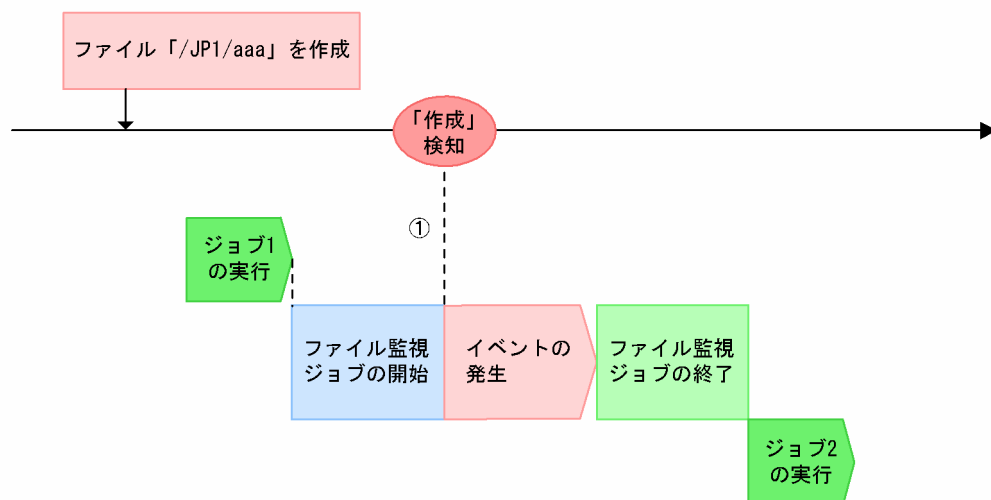 ファイル「/JP1/aaa」を作成
「作成」
検知
①
ジョブ1
の実行
ファイル監視
ジョブの開始
イベントの
発生
ファイル監視
ジョブの終了
ジョブ2
の実行